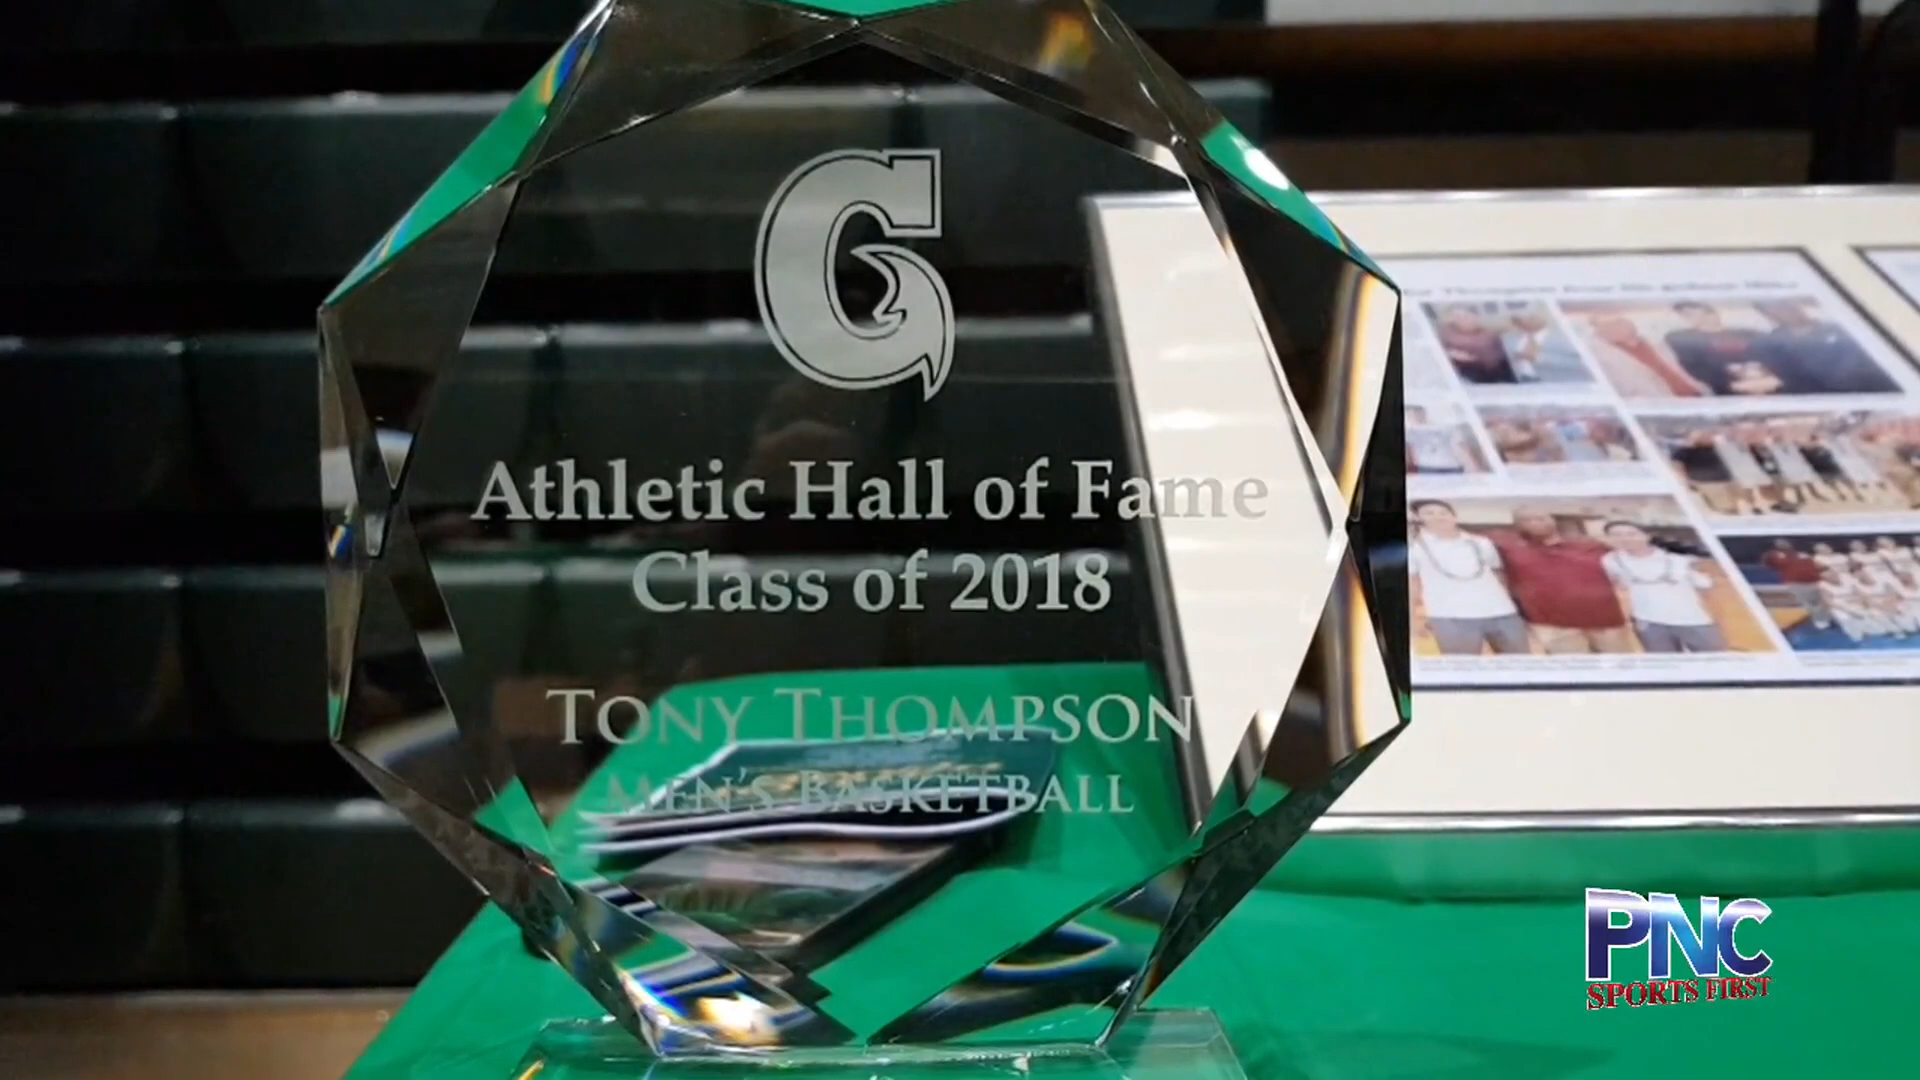 G
Athletic Hall of Fame
Class of 2018
TONY THOMPSON
MEN'S BASKETBALL
PNC
SPORTS FIRST